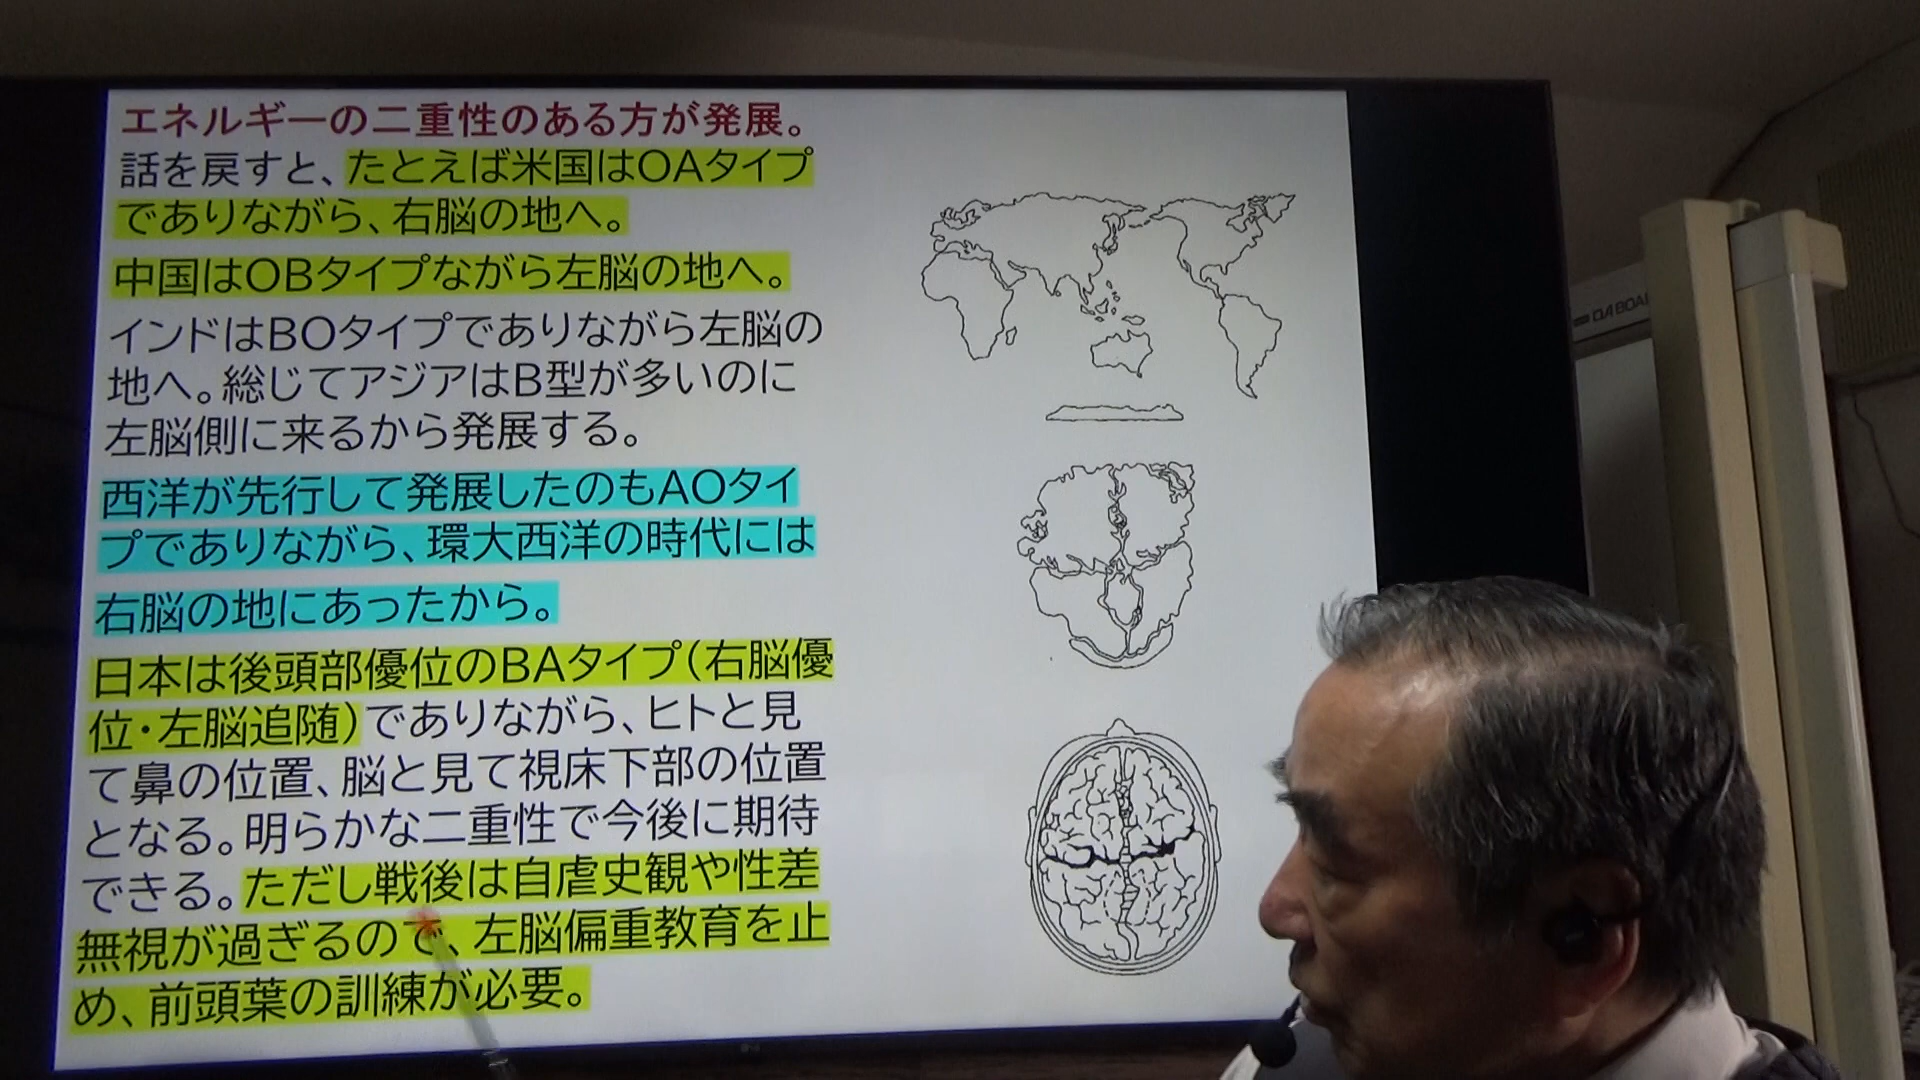 エネルギーの二重性のある方が発展。
話を戻すと、たとえば米国はOAタイプ
でありながら、右脳の地へ。
中国はOBタイプながら左脳の地へ。
インドはBOタイプでありながら左脳の
地へ。総じてアジアはB型が多いのに
左脳側に来るから発展する。
西洋が先行して発展したのもAOタイ
プでありながら、環大西洋の時代には
右脳の地にあったから。
日本は後頭部優位のBAタイプ(右脳優
位・左脳追随)でありながら、ヒトと見
て鼻の位置、脳と見て視床下部の位置
となる。明らかな二重性で今後に期待
できる。ただし戦後は自虐史観や性差
無視が過ぎるので、左脳偏重教育を止
め、前頭葉の訓練が必要。